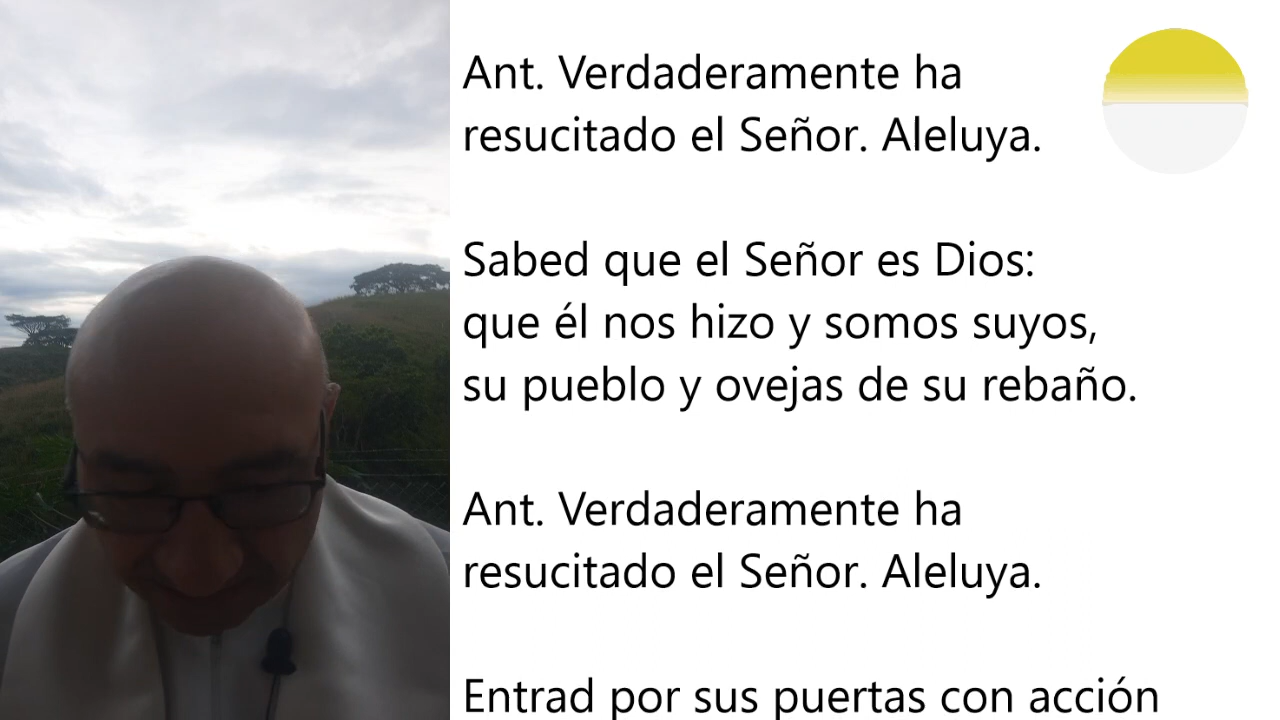 Ant. Verdaderamente ha
resucitado el Señor. Aleluya.
Sabed que el Señor es Dios:
que él nos hizo y somos suyos,
su pueblo y ovejas de su rebaño.
Ant. Verdaderamente ha
resucitado el Señor. Aleluya.
Entrad por sus puertas con acción